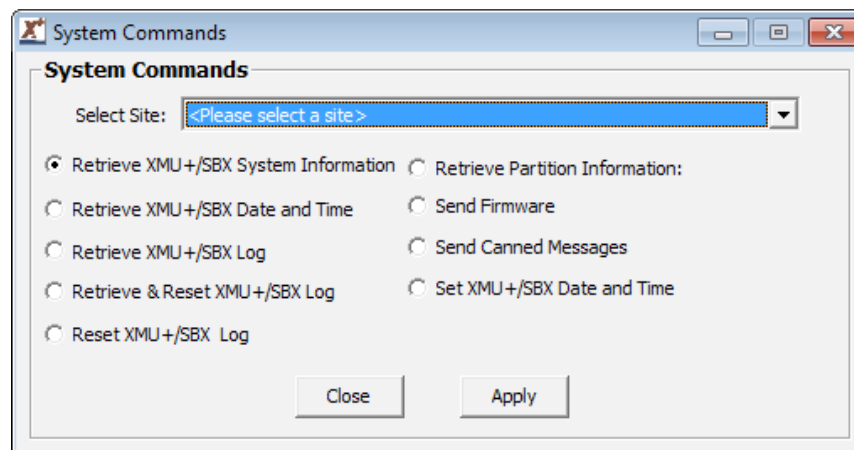 System Commands
System Commands
Select Site: <Please select a site>
Retrieve XMU+/SBX System Information
Retrieve XMU+/SBX Date and Time
Retrieve XMU+/SBX Log
Retrieve & Reset XMU+/SBX Log
Reset XMU+/SBX  Log
Retrieve Partition Information:
Send Firmware
Send Canned Messages
Set XMU+/SBX Date and Time
Close
Apply